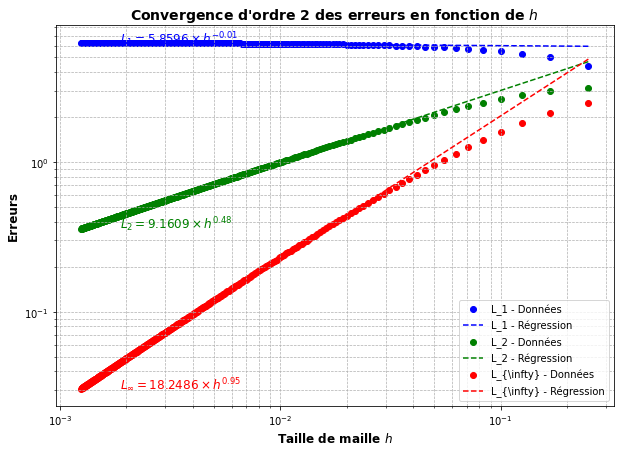 Convergence d'ordre 2 des erreurs en fonction de h
L_1 = 5.8596 × h^{-0.01}
10^0
L_2 = 9.1609 × h^{0.48}
Erreurs
10^{-1}
L_∞ = 18.2486 × h^{0.95}
L_1 - Données
L_1 - Régression
L_2 - Données
L_2 - Régression
L_{\infty} - Données
L_{\infty} - Régression
10^{-3}
10^{-2}
10^{-1}
Taille de maille h